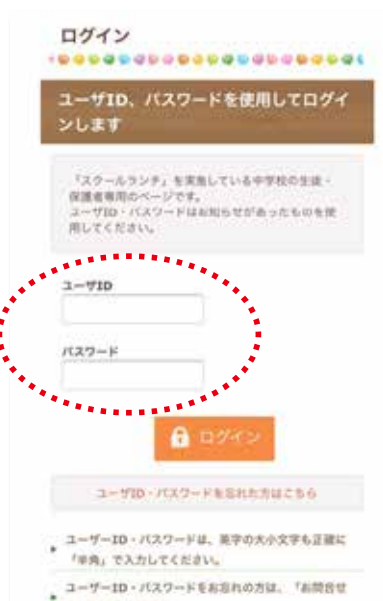 ログイン
ユーザID、パスワードを使用してログイ
ンします
「スクールランチ」を実施している中学校の生徒・
保護者専用のページです。
ユーザID・パスワードはお知らせがあったものを使
用してください。
ユーザID
パスワード
ログイン
ユーザID・パスワードを忘れた方はこちら
ユーザーID・パスワードは、英字の大小文字も正確に
「半角」で入力してください。
ユーザーID・パスワードをお忘れの方は、「お問合せ